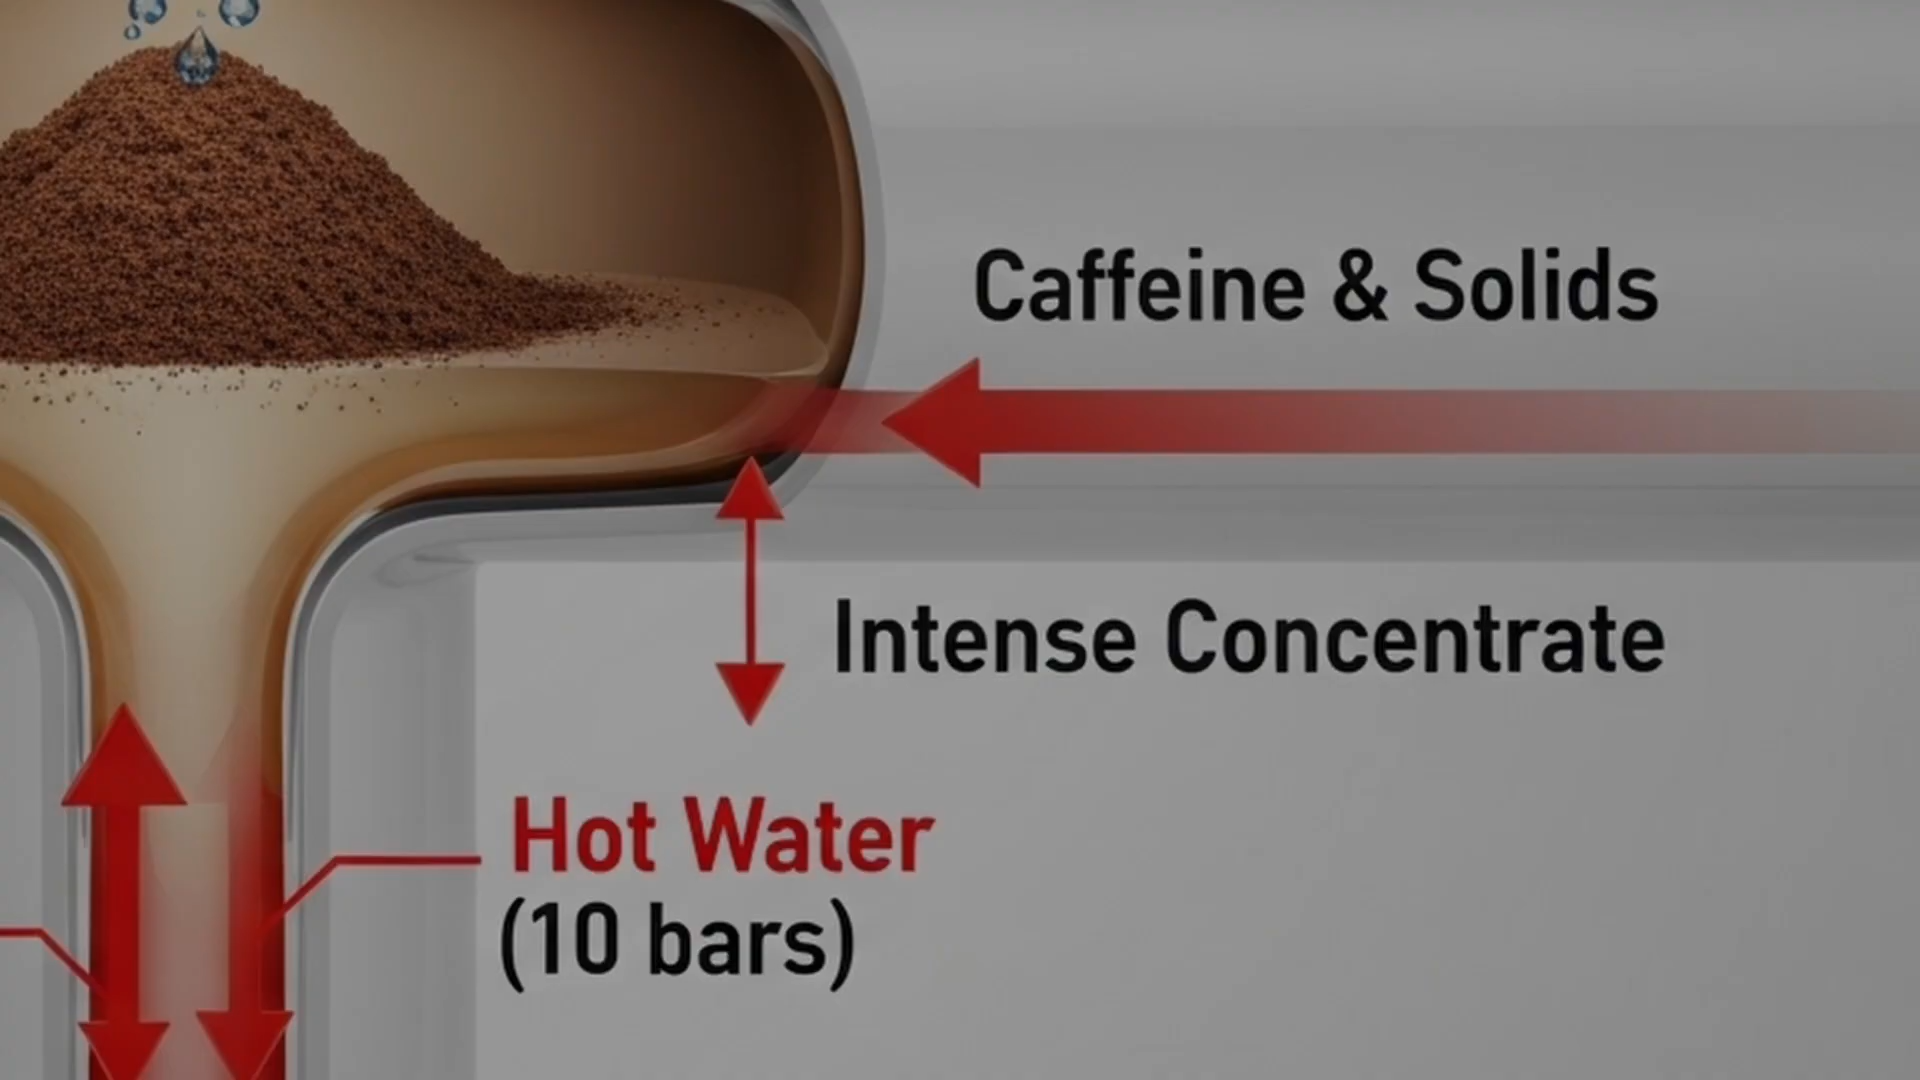 Caffeine & Solids
Intense Concentrate
Hot Water
(10 bars)